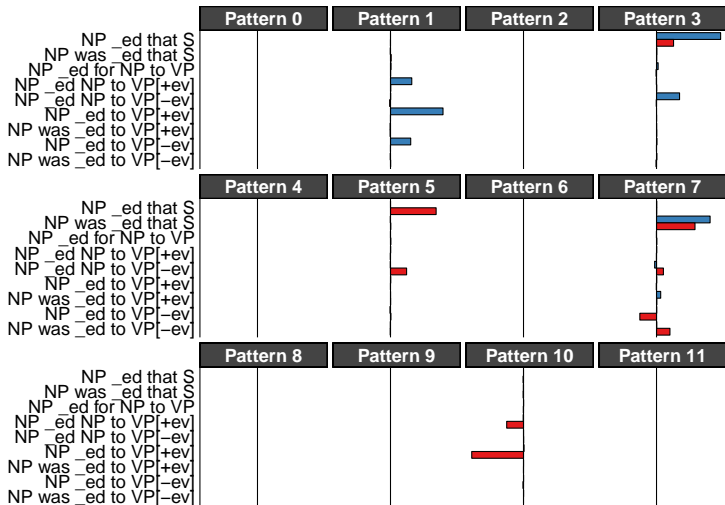 Pattern 0 Pattern 1 Pattern 2 Pattern 3
NP _ed that S
NP was _ed that S
NP _ed for NP to VP
NP _ed NP to VP[+ev]
NP _ed NP to VP[−ev]
NP _ed to VP[+ev]
NP was _ed to VP[+ev]
NP _ed to VP[−ev]
NP was _ed to VP[−ev]
Pattern 4 Pattern 5 Pattern 6 Pattern 7
NP _ed that S
NP was _ed that S
NP _ed for NP to VP
NP _ed NP to VP[+ev]
NP _ed NP to VP[−ev]
NP _ed to VP[+ev]
NP was _ed to VP[+ev]
NP _ed to VP[−ev]
NP was _ed to VP[−ev]
Pattern 8 Pattern 9 Pattern 10 Pattern 11
NP _ed that S
NP was _ed that S
NP _ed for NP to VP
NP _ed NP to VP[+ev]
NP _ed NP to VP[−ev]
NP _ed to VP[+ev]
NP was _ed to VP[+ev]
NP _ed to VP[−ev]
NP was _ed to VP[−ev]